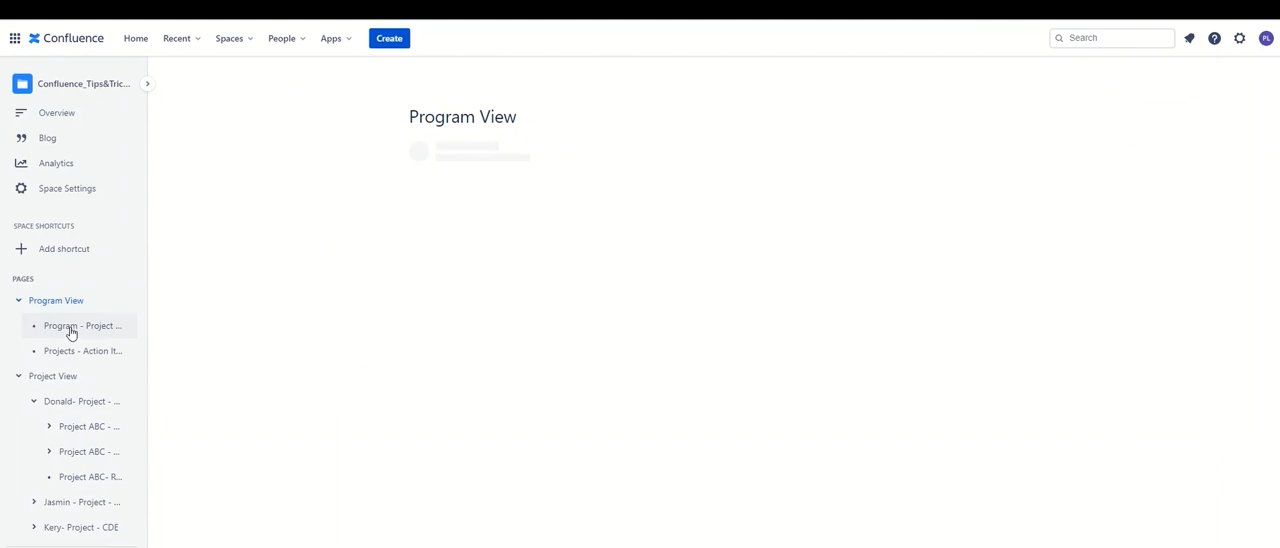 Confluence Home Recent Spaces People Apps Create Search PL
Confluence_Tips&Tric...
Overview
Blog
Analytics
Space Settings
SPACE SHORTCUTS
Add shortcut
PAGES
Program View
Program - Project ...
Projects - Action It...
Project View
Donald- Project - ...
Project ABC - ...
Project ABC - ...
Project ABC- R...
Jasmin - Project - ...
Kery- Project - CDE
Program View